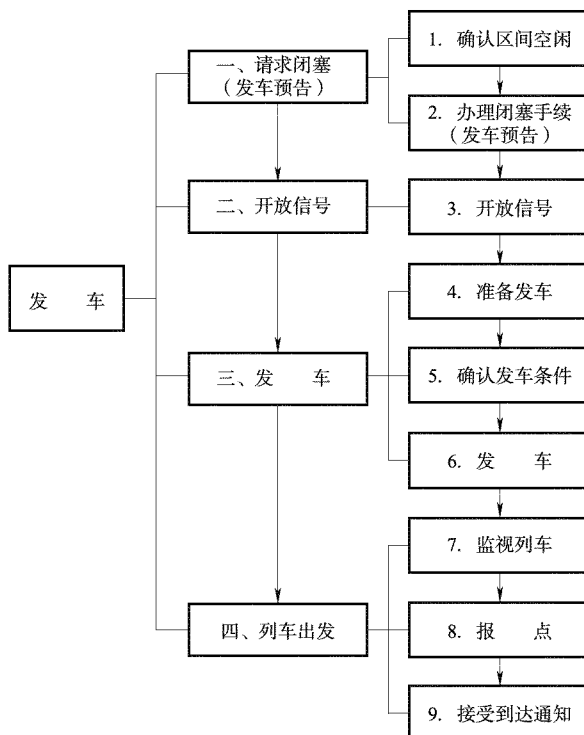 发 车
一、请求闭塞
（发车预告）
二、开放信号
三、发 车
四、列车出发
1. 确认区间空闲
2. 办理闭塞手续
（发车预告）
3. 开放信号
4. 准备发车
5. 确认发车条件
6. 发 车
7. 监视列车
8. 报 点
9. 接受到达通知